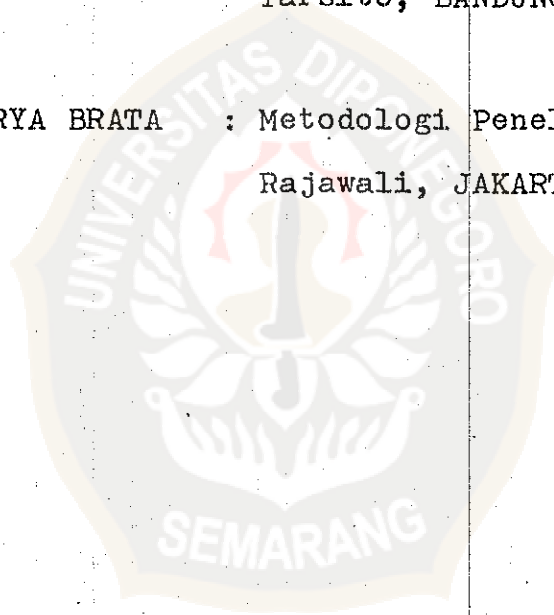 Tarsito, BANDUNG
RYA BRATA : Metodologi Penel
Rajawali, JAKART
UNIVERSITAS DIPONEGORO
SEMARANG